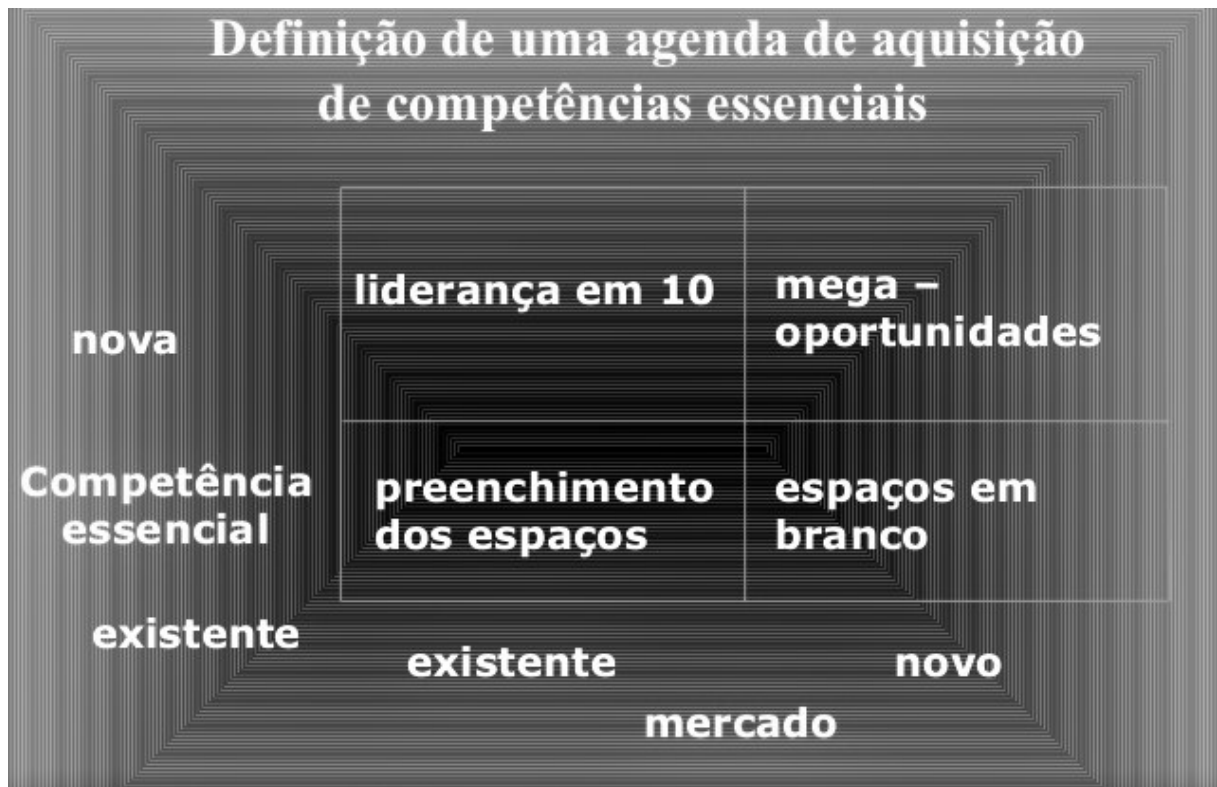 Definição de uma agenda de aquisição
de competências essenciais
liderança em 10
mega –
oportunidades
nova
Competência
essencial
preenchimento
dos espaços
espaços em
branco
existente
existente
novo
mercado